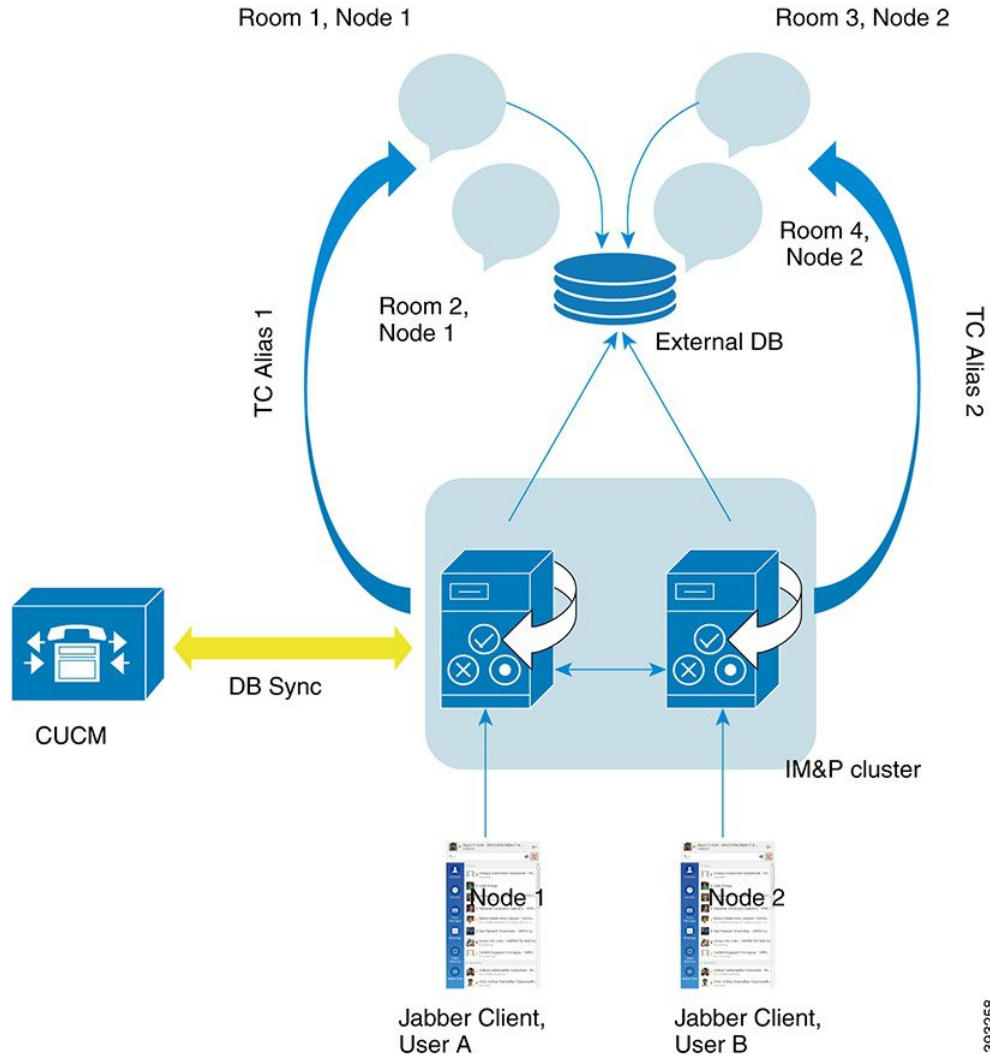 Room 1, Node 1
Room 3, Node 2
Room 4,
Node 2
Room 2,
Node 1
External DB
TC Alias 1
TC Alias 2
DB Sync
CUCM
IM&P cluster
Node 1
Node 2
Jabber Client,
User A
Jabber Client,
User B
393258